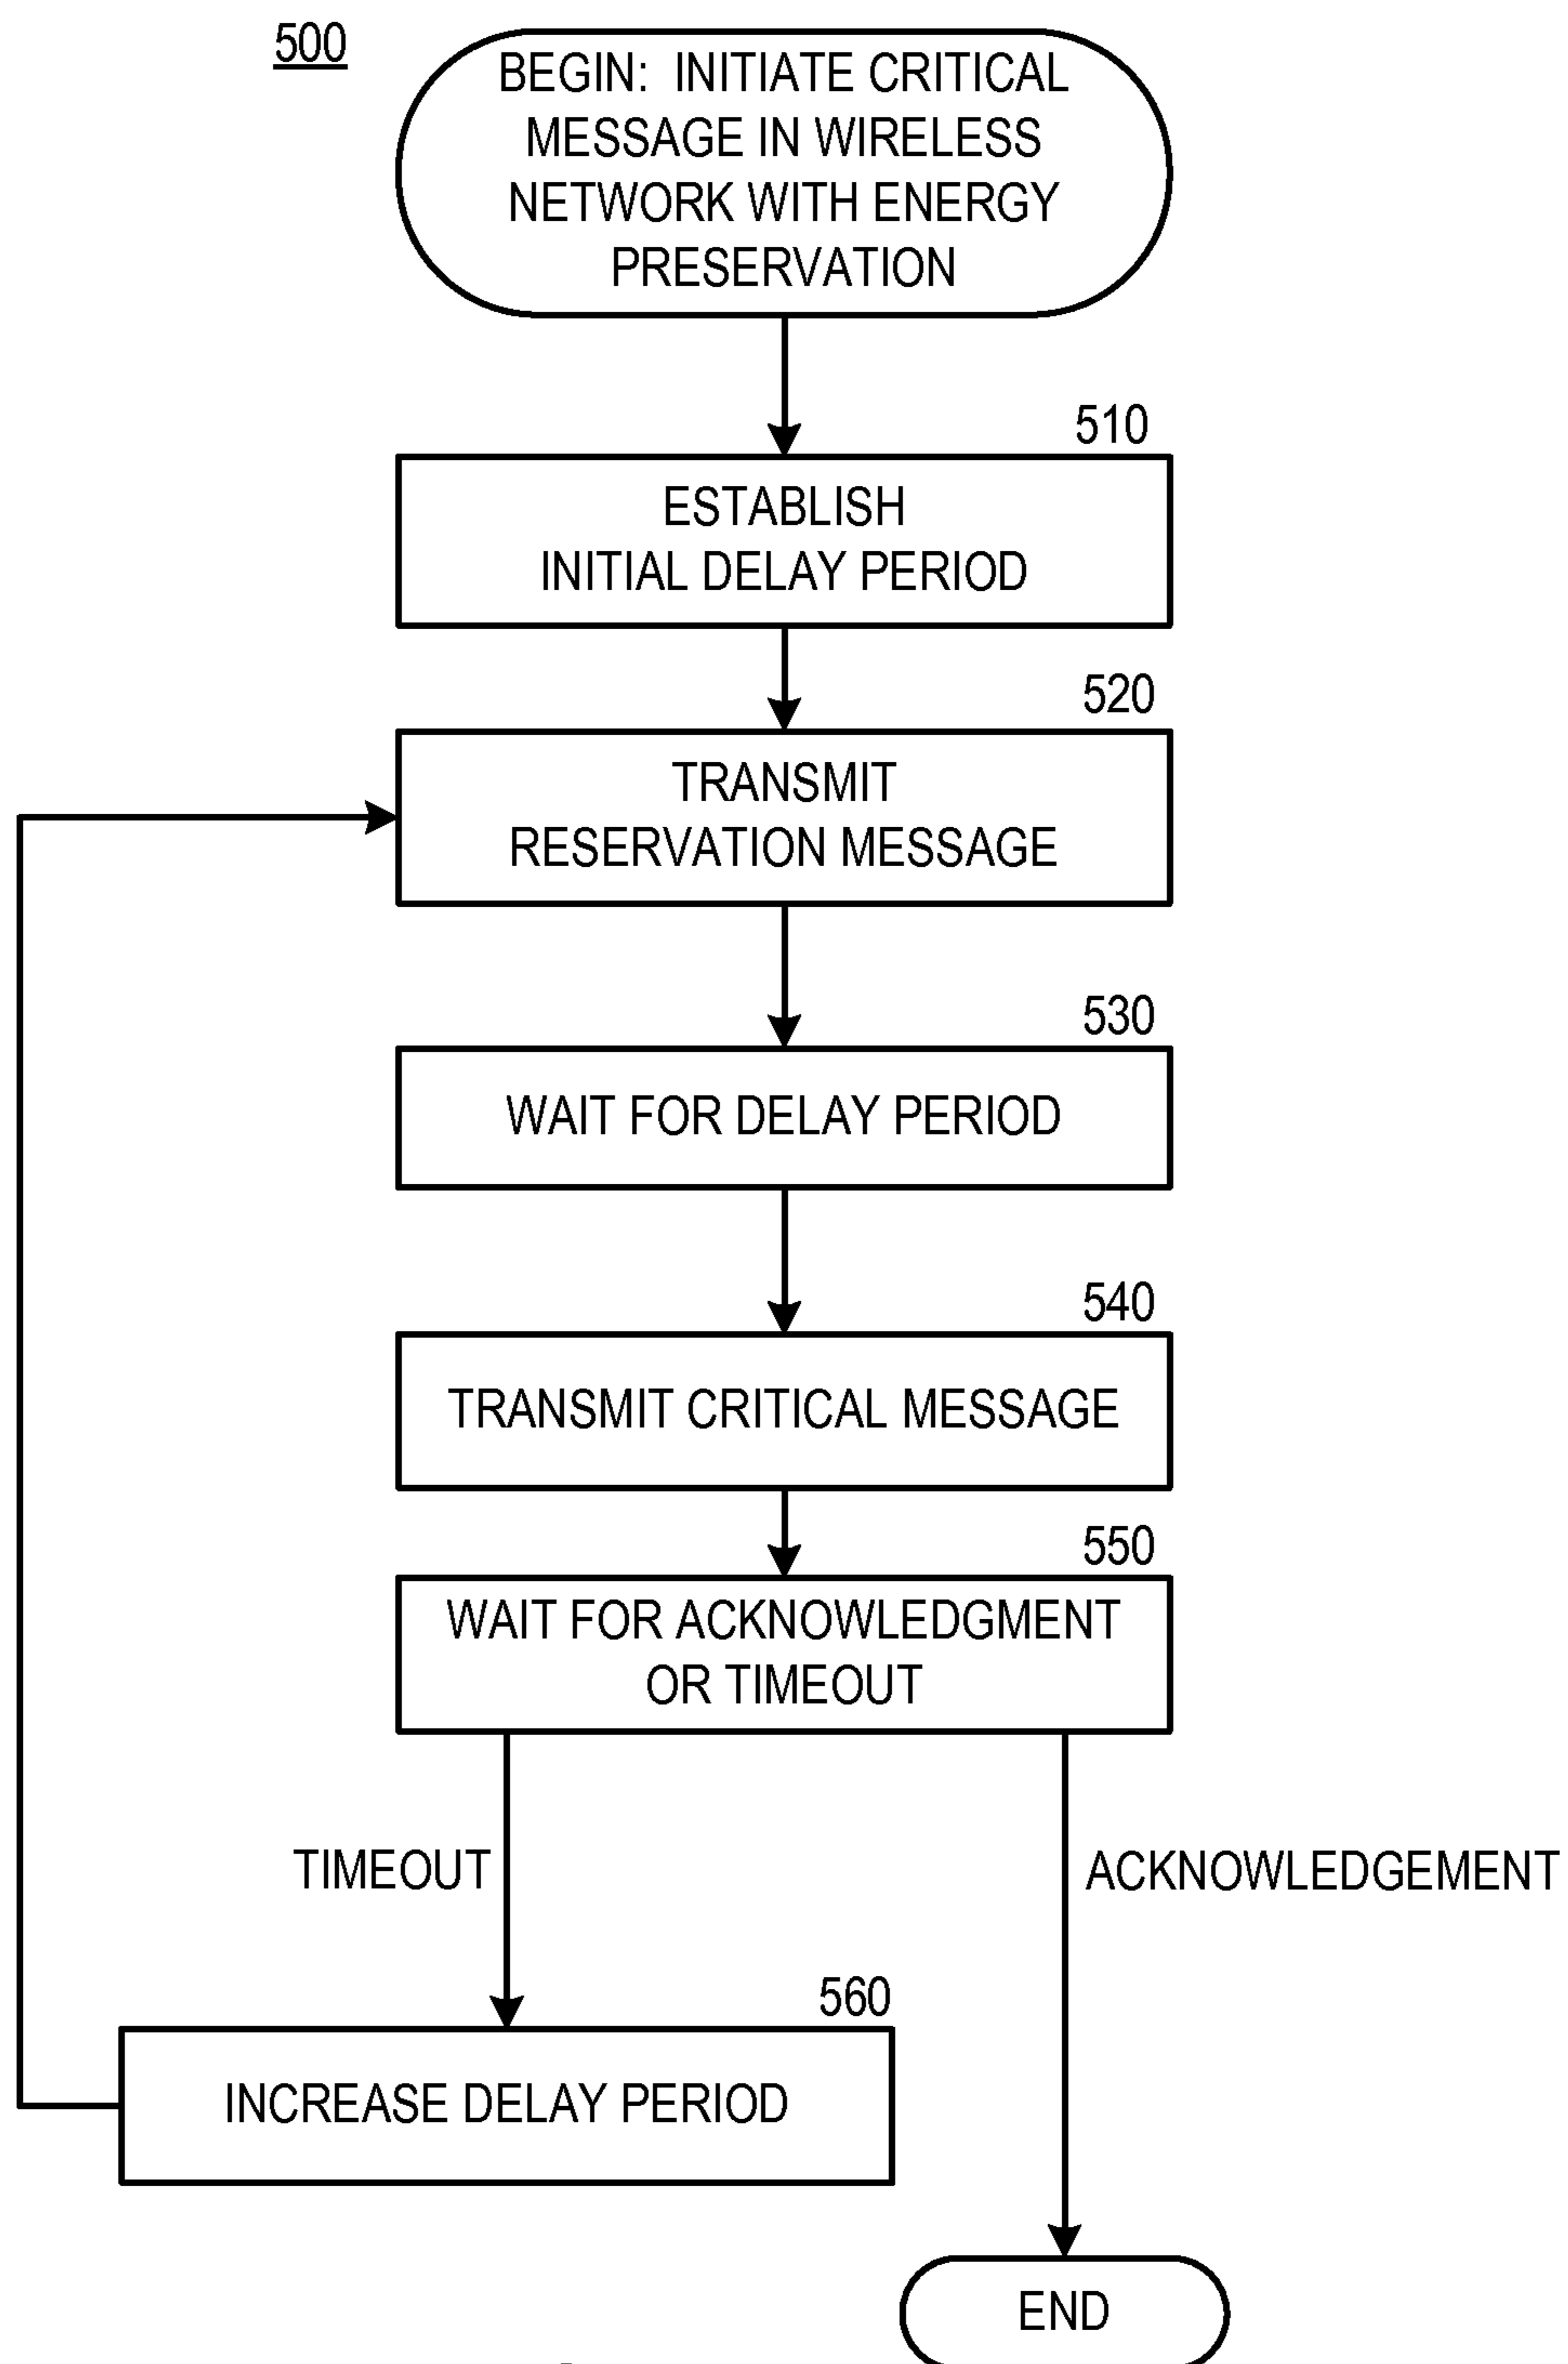 500
BEGIN: INITIATE CRITICAL
MESSAGE IN WIRELESS
NETWORK WITH ENERGY
PRESERVATION
510
ESTABLISH
INITIAL DELAY PERIOD
520
TRANSMIT
RESERVATION MESSAGE
530
WAIT FOR DELAY PERIOD
540
TRANSMIT CRITICAL MESSAGE
550
WAIT FOR ACKNOWLEDGMENT
OR TIMEOUT
TIMEOUT
ACKNOWLEDGEMENT
560
INCREASE DELAY PERIOD
END